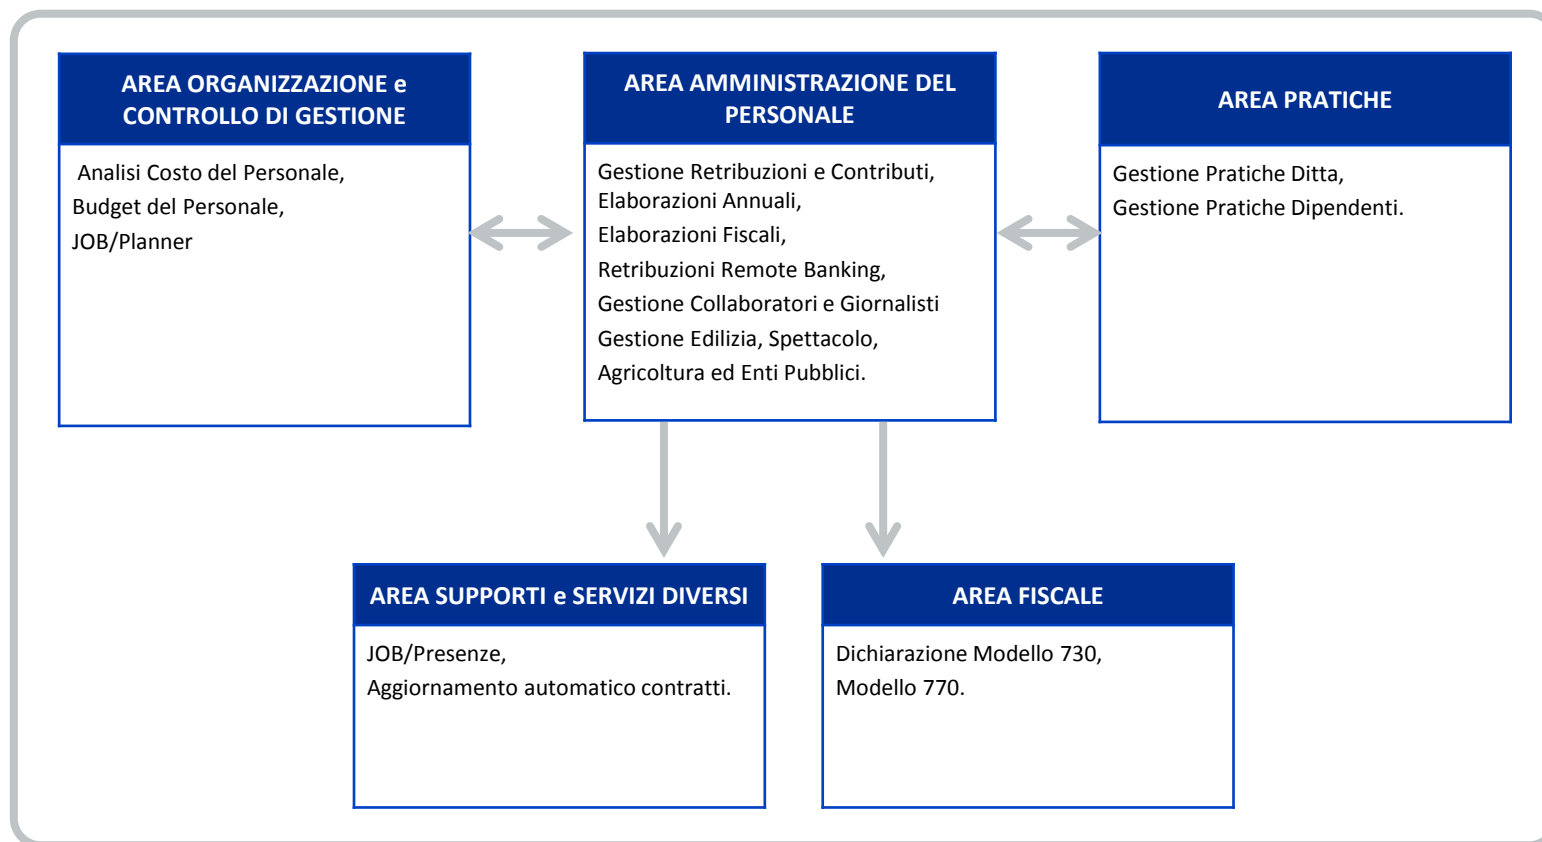 AREA ORGANIZZAZIONE e
CONTROLLO DI GESTIONE
Analisi Costo del Personale,
Budget del Personale,
JOB/Planner
AREA AMMINISTRAZIONE DEL
PERSONALE
Gestione Retribuzioni e Contributi,
Elaborazioni Annuali,
Elaborazioni Fiscali,
Retribuzioni Remote Banking,
Gestione Collaboratori e Giornalisti
Gestione Edilizia, Spettacolo,
Agricoltura ed Enti Pubblici.
AREA PRATICHE
Gestione Pratiche Ditta,
Gestione Pratiche Dipendenti.
AREA SUPPORTI e SERVIZI DIVERSI
JOB/Presenze,
Aggiornamento automatico contratti.
AREA FISCALE
Dichiarazione Modello 730,
Modello 770.